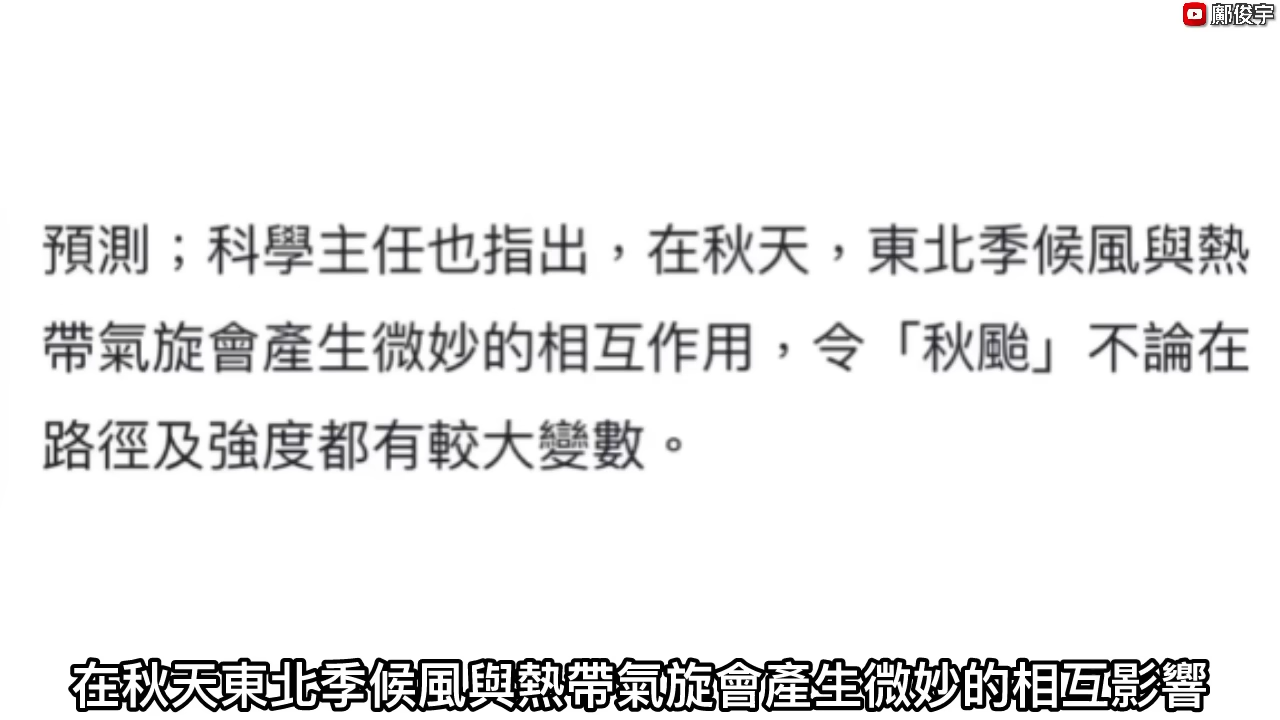 鄺俊宇
預測；科學主任也指出，在秋天，東北季候風與熱
帶氣旋會產生微妙的相互作用，令「秋颱」不論在
路徑及強度都有較大變數。
在秋天東北季候風與熱帶氣旋會產生微妙的相互影響